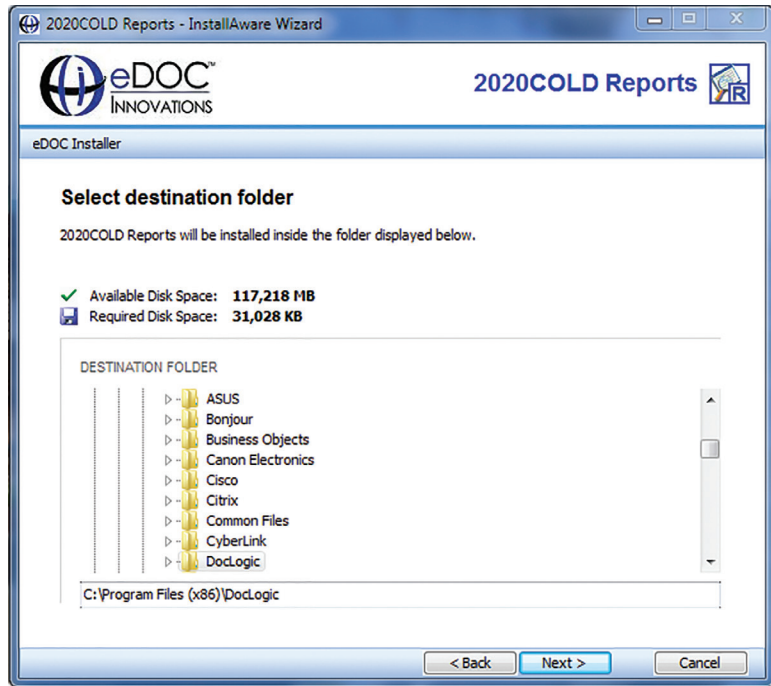 2020COLD Reports - InstallAware Wizard
eDOC™
INNOVATIONS
2020COLD Reports
R
eDOC Installer
Select destination folder
2020COLD Reports will be installed inside the folder displayed below.
Available Disk Space: 117,218 MB
Required Disk Space: 31,028 KB
DESTINATION FOLDER
ASUS
Bonjour
Business Objects
Canon Electronics
Cisco
Citrix
Common Files
CyberLink
DocLogic
C:\Program Files (x86)\DocLogic
< Back
Next >
Cancel